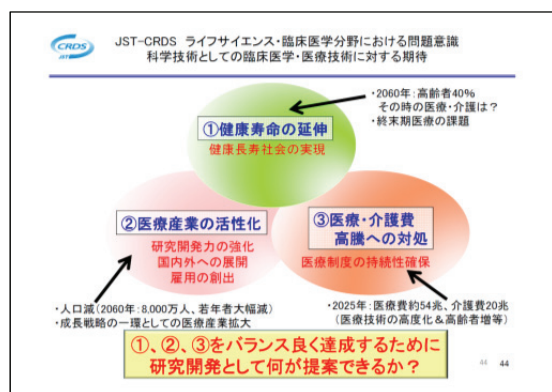 CRDS
JST
JST-CRDS ライフサイエンス・臨床医学分野における問題意識
科学技術としての臨床医学・医療技術に対する期待
・2060年:高齢者40%
その時の医療・介護は?
・終末期医療の課題
①健康寿命の延伸
健康長寿社会の実現
②医療産業の活性化
研究開発力の強化
国内外への展開
雇用の創出
③医療・介護費
高騰への対処
医療制度の持続性確保
・人口減(2060年:8,000万人、若年者大幅減)
・成長戦略の一環としての医療産業拡大
・2025年:医療費約54兆、介護費20兆
(医療技術の高度化&高齢者増等)
①、②、③をバランス良く達成するために
研究開発として何が提案できるか?
44 44